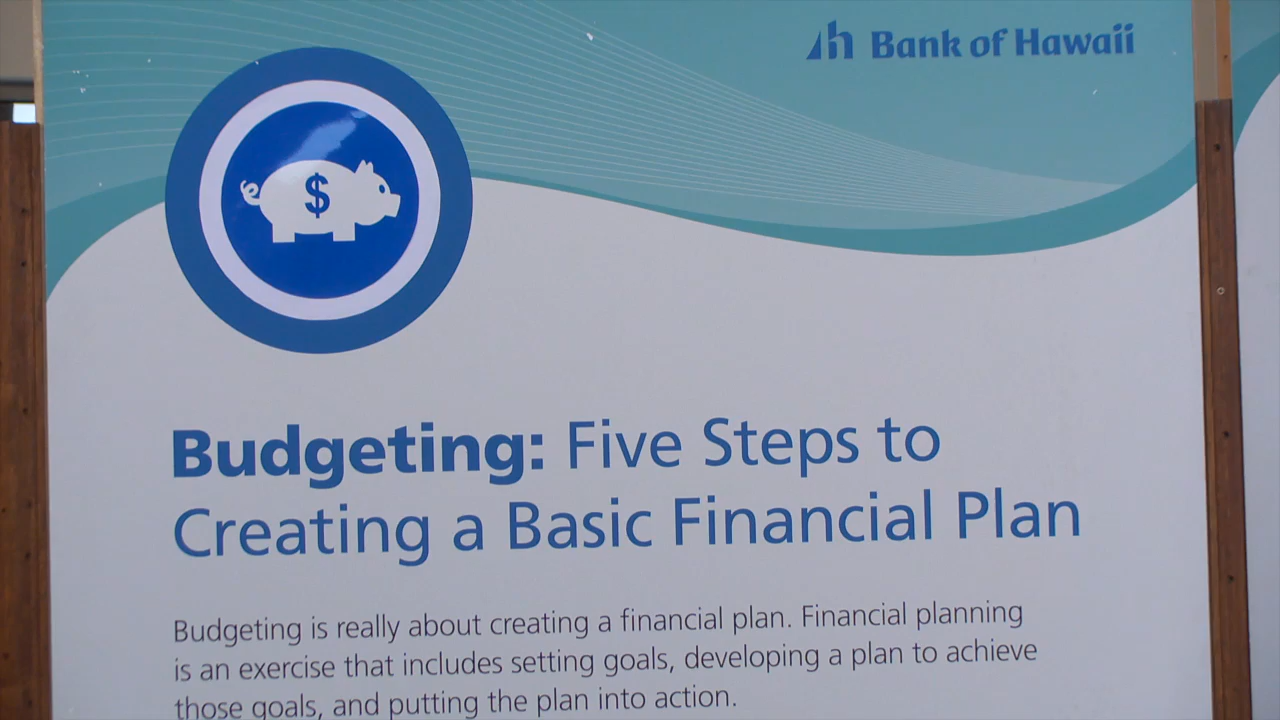 Bank of Hawaii
$
Budgeting: Five Steps to
Creating a Basic Financial Plan
Budgeting is really about creating a financial plan. Financial planning
is an exercise that includes setting goals, developing a plan to achieve
those goals, and putting the plan into action.